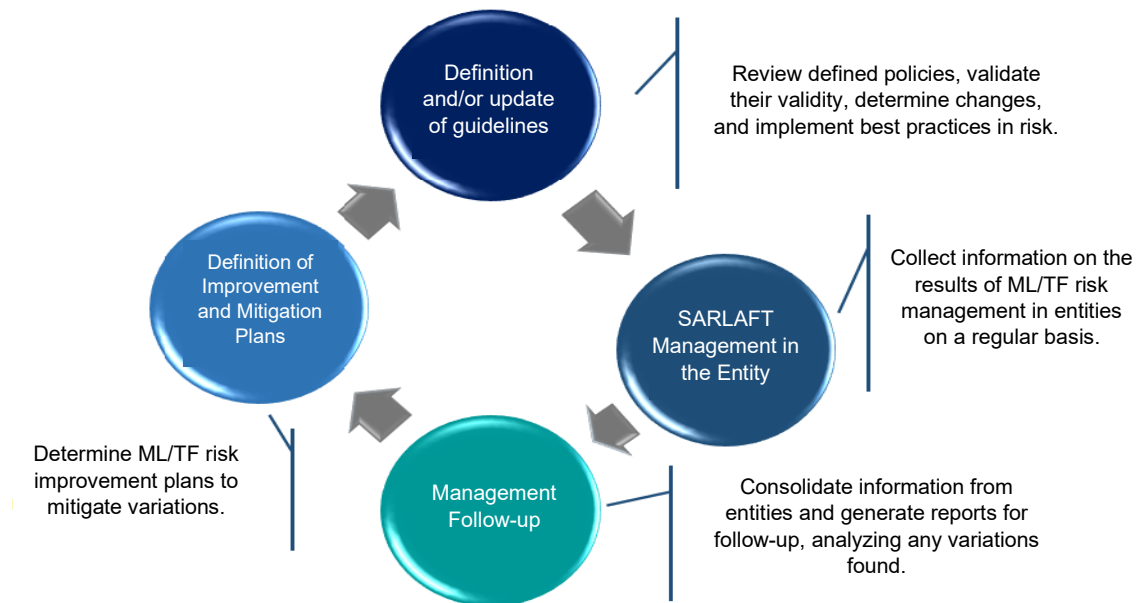 Definition
and/or update
of guidelines
Review defined policies, validate
their validity, determine changes,
and implement best practices in risk.
SARLAFT
Management in
the Entity
Collect information on the
results of ML/TF risk
management in entities
on a regular basis.
Management
Follow-up
Consolidate information from
entities and generate reports for
follow-up, analyzing any variations
found.
Definition of
Improvement
and Mitigation
Plans
Determine ML/TF risk
improvement plans to
mitigate variations.